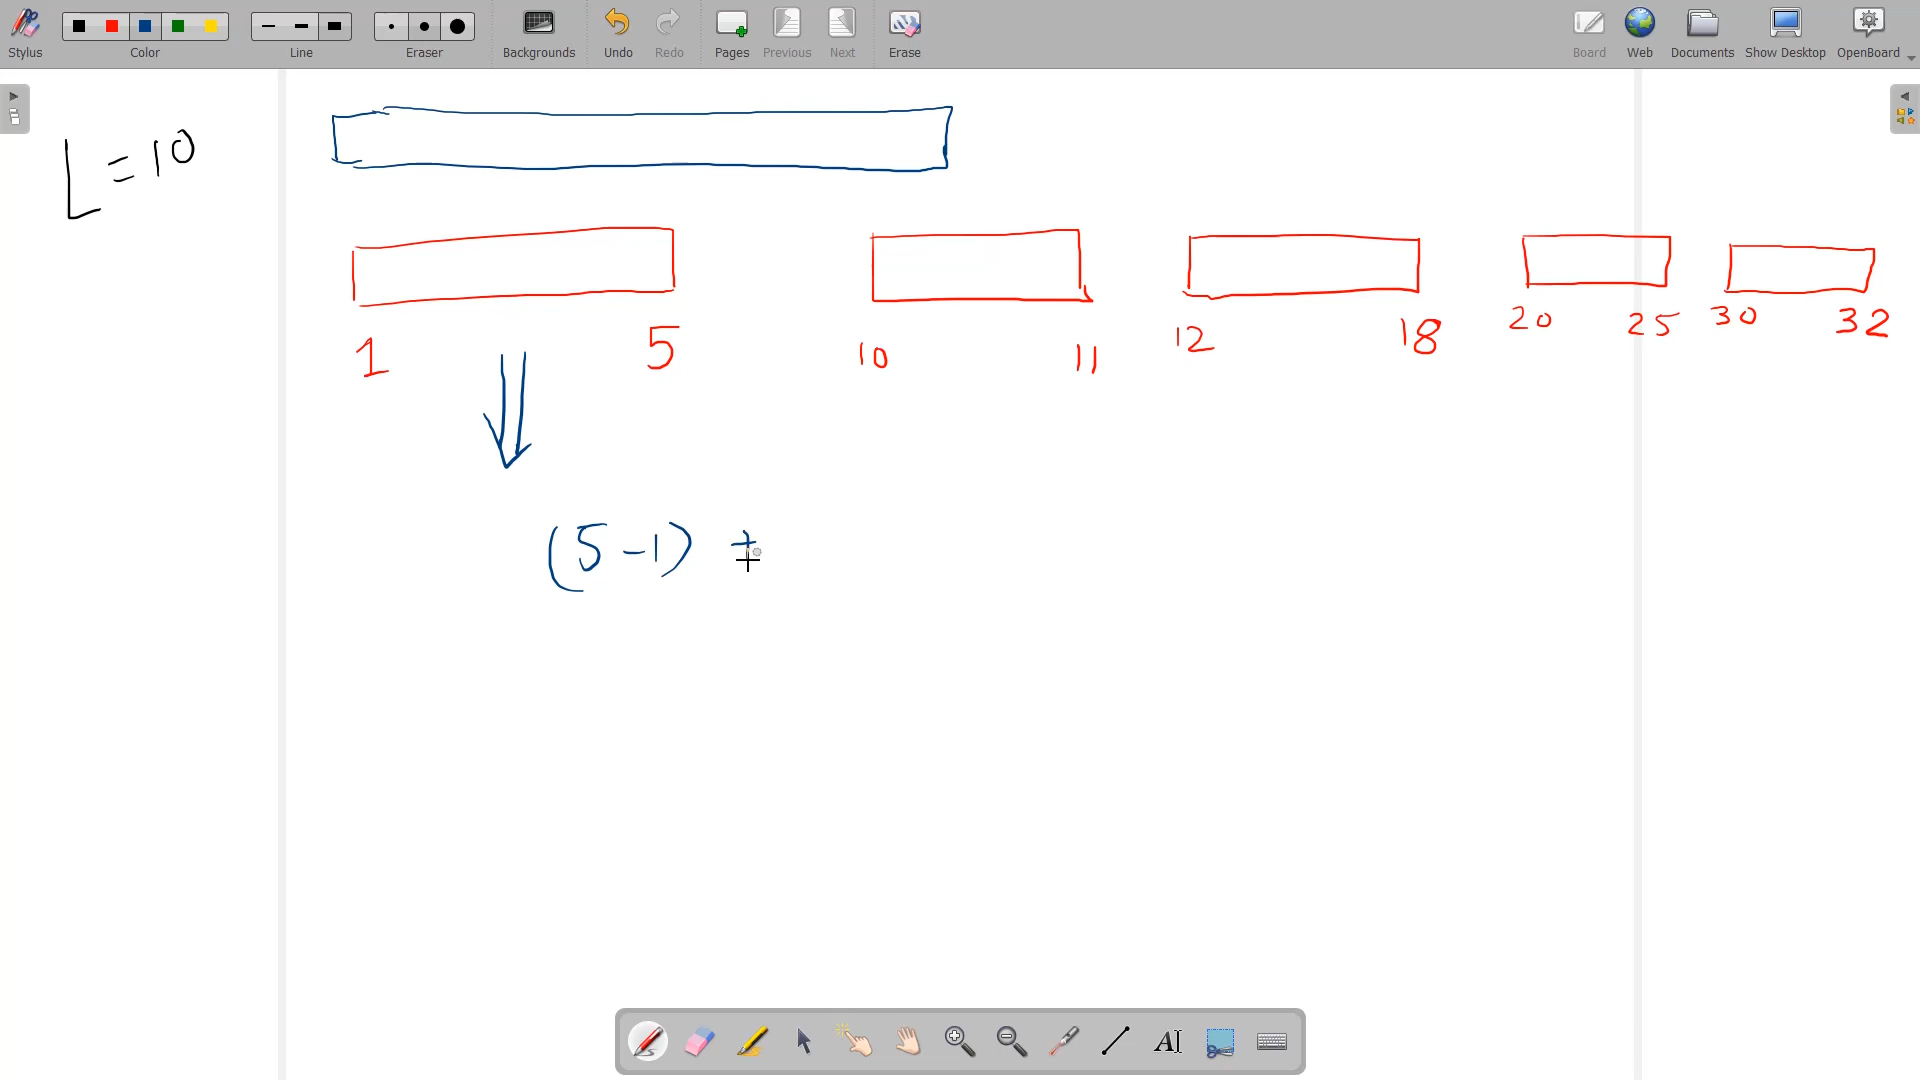 Stylus Color Line Eraser Backgrounds Undo Redo Pages Previous Next Erase Board Web Documents Show Desktop OpenBoard
L = 10
1 5 10 11 12 18 20 25 30 32
(5 - 1) +
AI